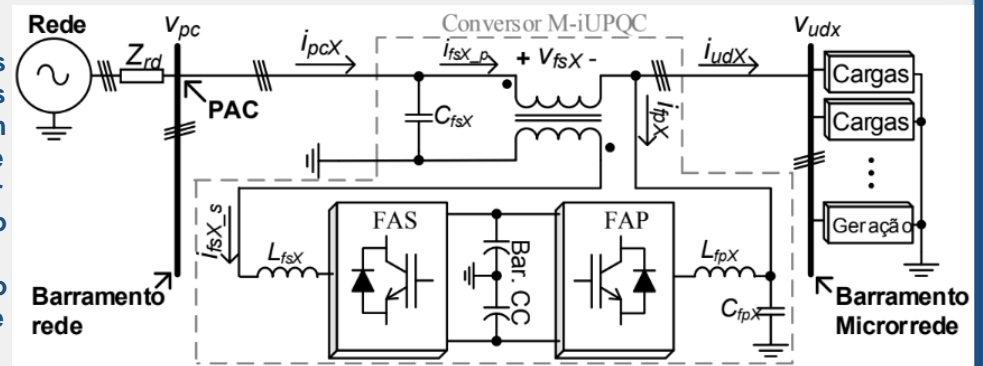 Conversor M-iUPQC
Rede
Zrd
vpc
ipcX
ifsX_p
+ VfsX -
iudX
Vudx
PAC
CfsX
ifpX
Cargas
Cargas
Geração
ifsX_s
LfsX
FAS
Bar. CC
FAP
LfpX
CfpX
Barramento
rede
Barramento
Microrrede